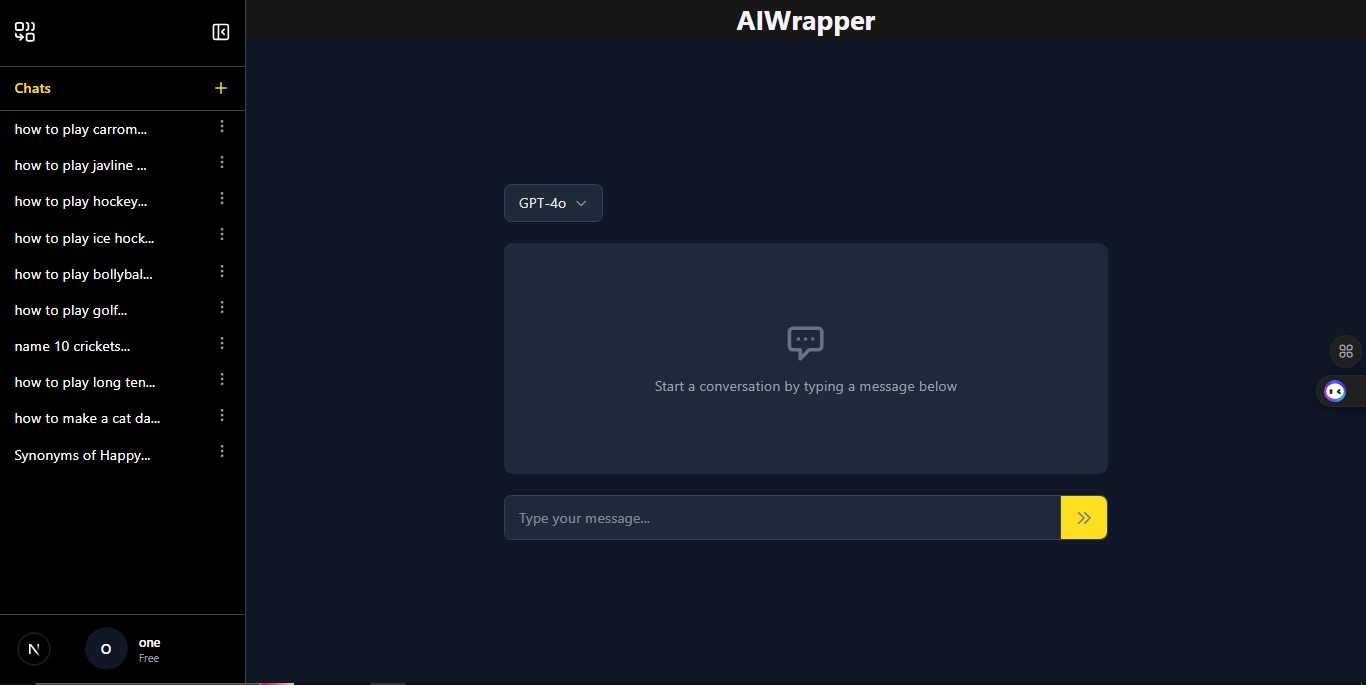 AIWrapper
Chats
how to play carrom...
how to play javline ...
how to play hockey...
how to play ice hock...
how to play bollybal...
how to play golf...
name 10 crickets...
how to play long ten...
how to make a cat da...
Synonyms of Happy...
GPT-4o
Start a conversation by typing a message below
Type your message...
N
O
one
Free